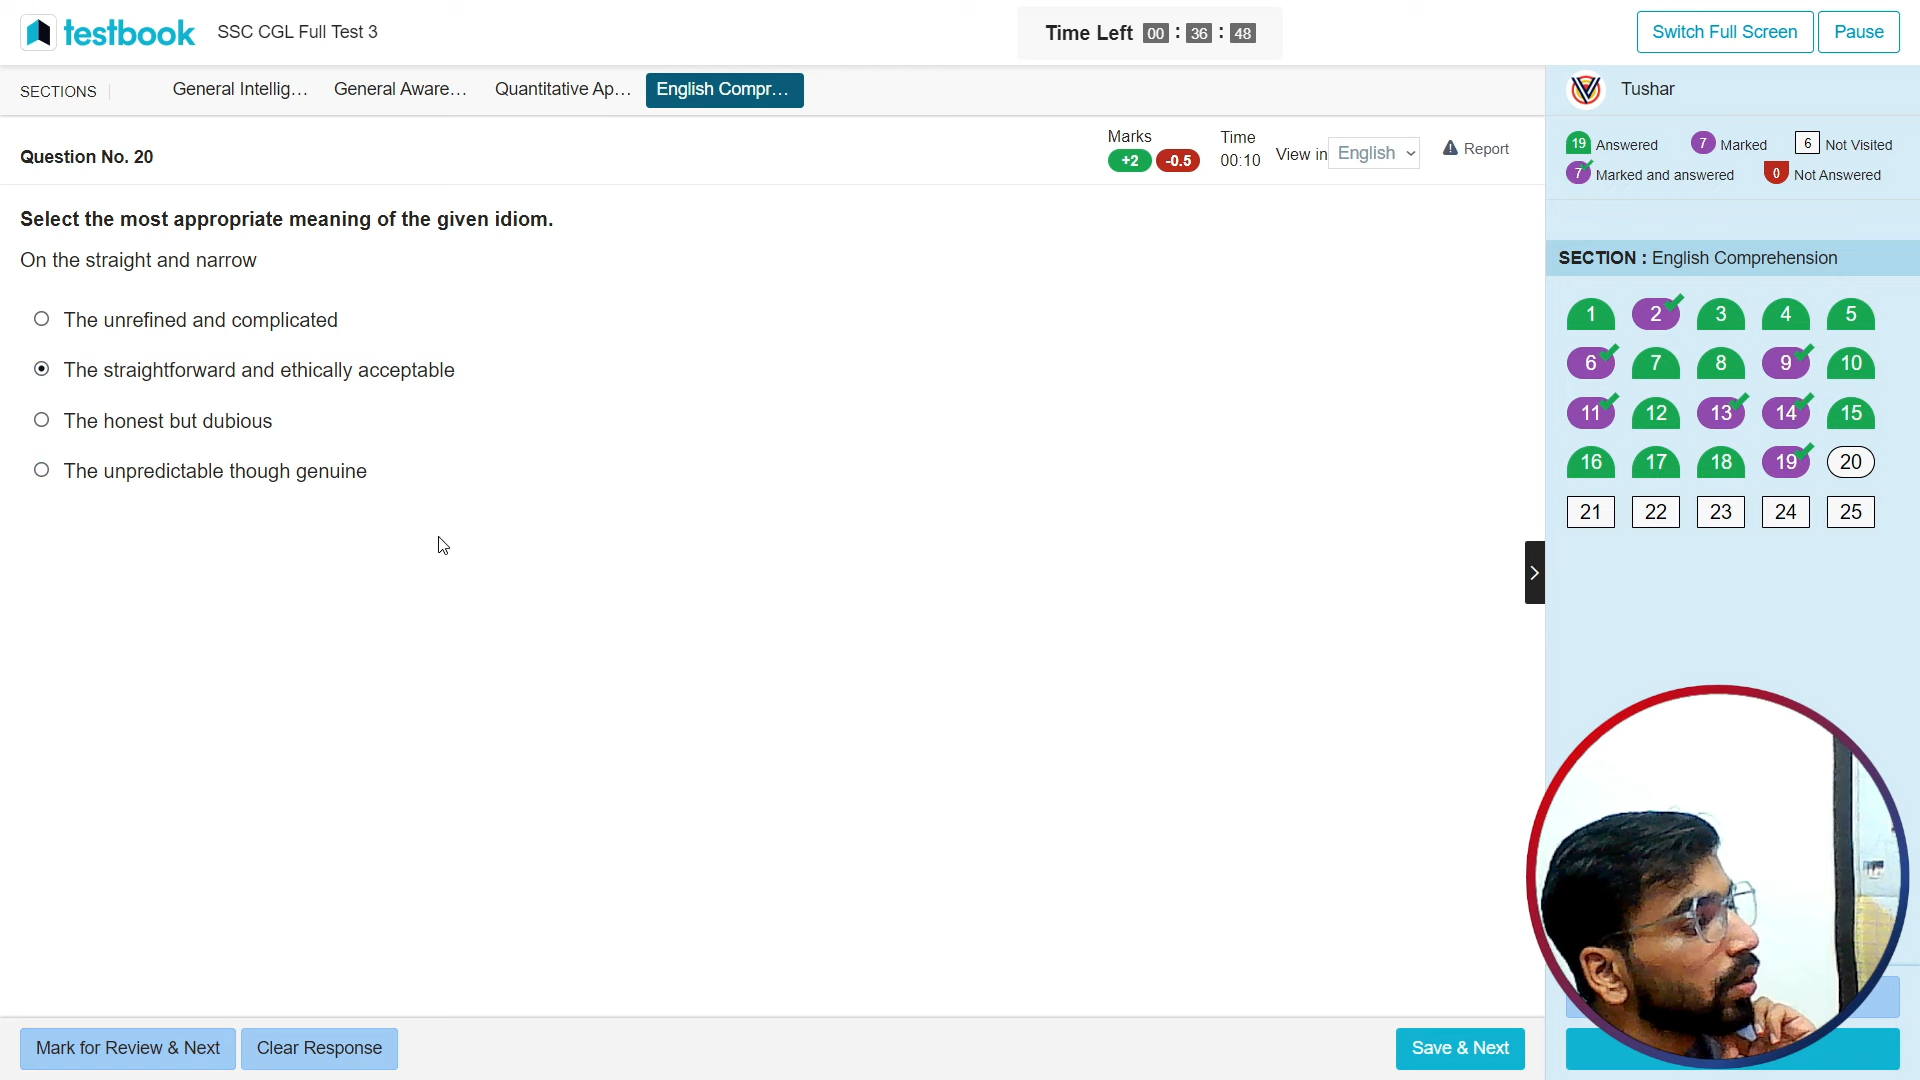 testbook SSC CGL Full Test 3 Time Left 00 : 36 : 48 Switch Full Screen Pause
SECTIONS General Intellig... General Aware... Quantitative Ap... English Compr... Tushar
Question No. 20 Marks +2 -0.5 Time 00:10 View in English Report
19 Answered 7 Marked 6 Not Visited
7 Marked and answered 0 Not Answered
Select the most appropriate meaning of the given idiom.
On the straight and narrow
The unrefined and complicated
The straightforward and ethically acceptable
The honest but dubious
The unpredictable though genuine
SECTION : English Comprehension
1 2 3 4 5
6 7 8 9 10
11 12 13 14 15
16 17 18 19 20
21 22 23 24 25
Mark for Review & Next Clear Response Save & Next